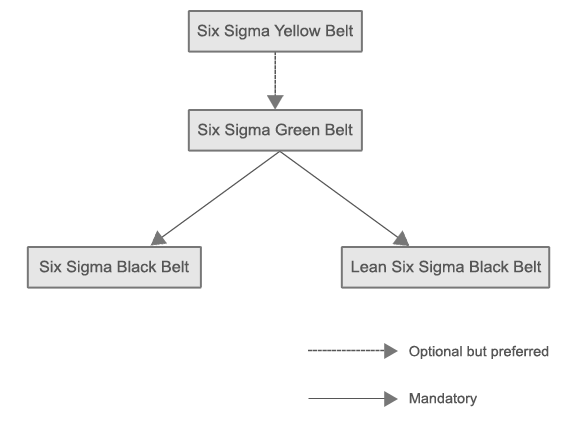 Six Sigma Yellow Belt
Six Sigma Green Belt
Six Sigma Black Belt
Lean Six Sigma Black Belt
Optional but preferred
Mandatory